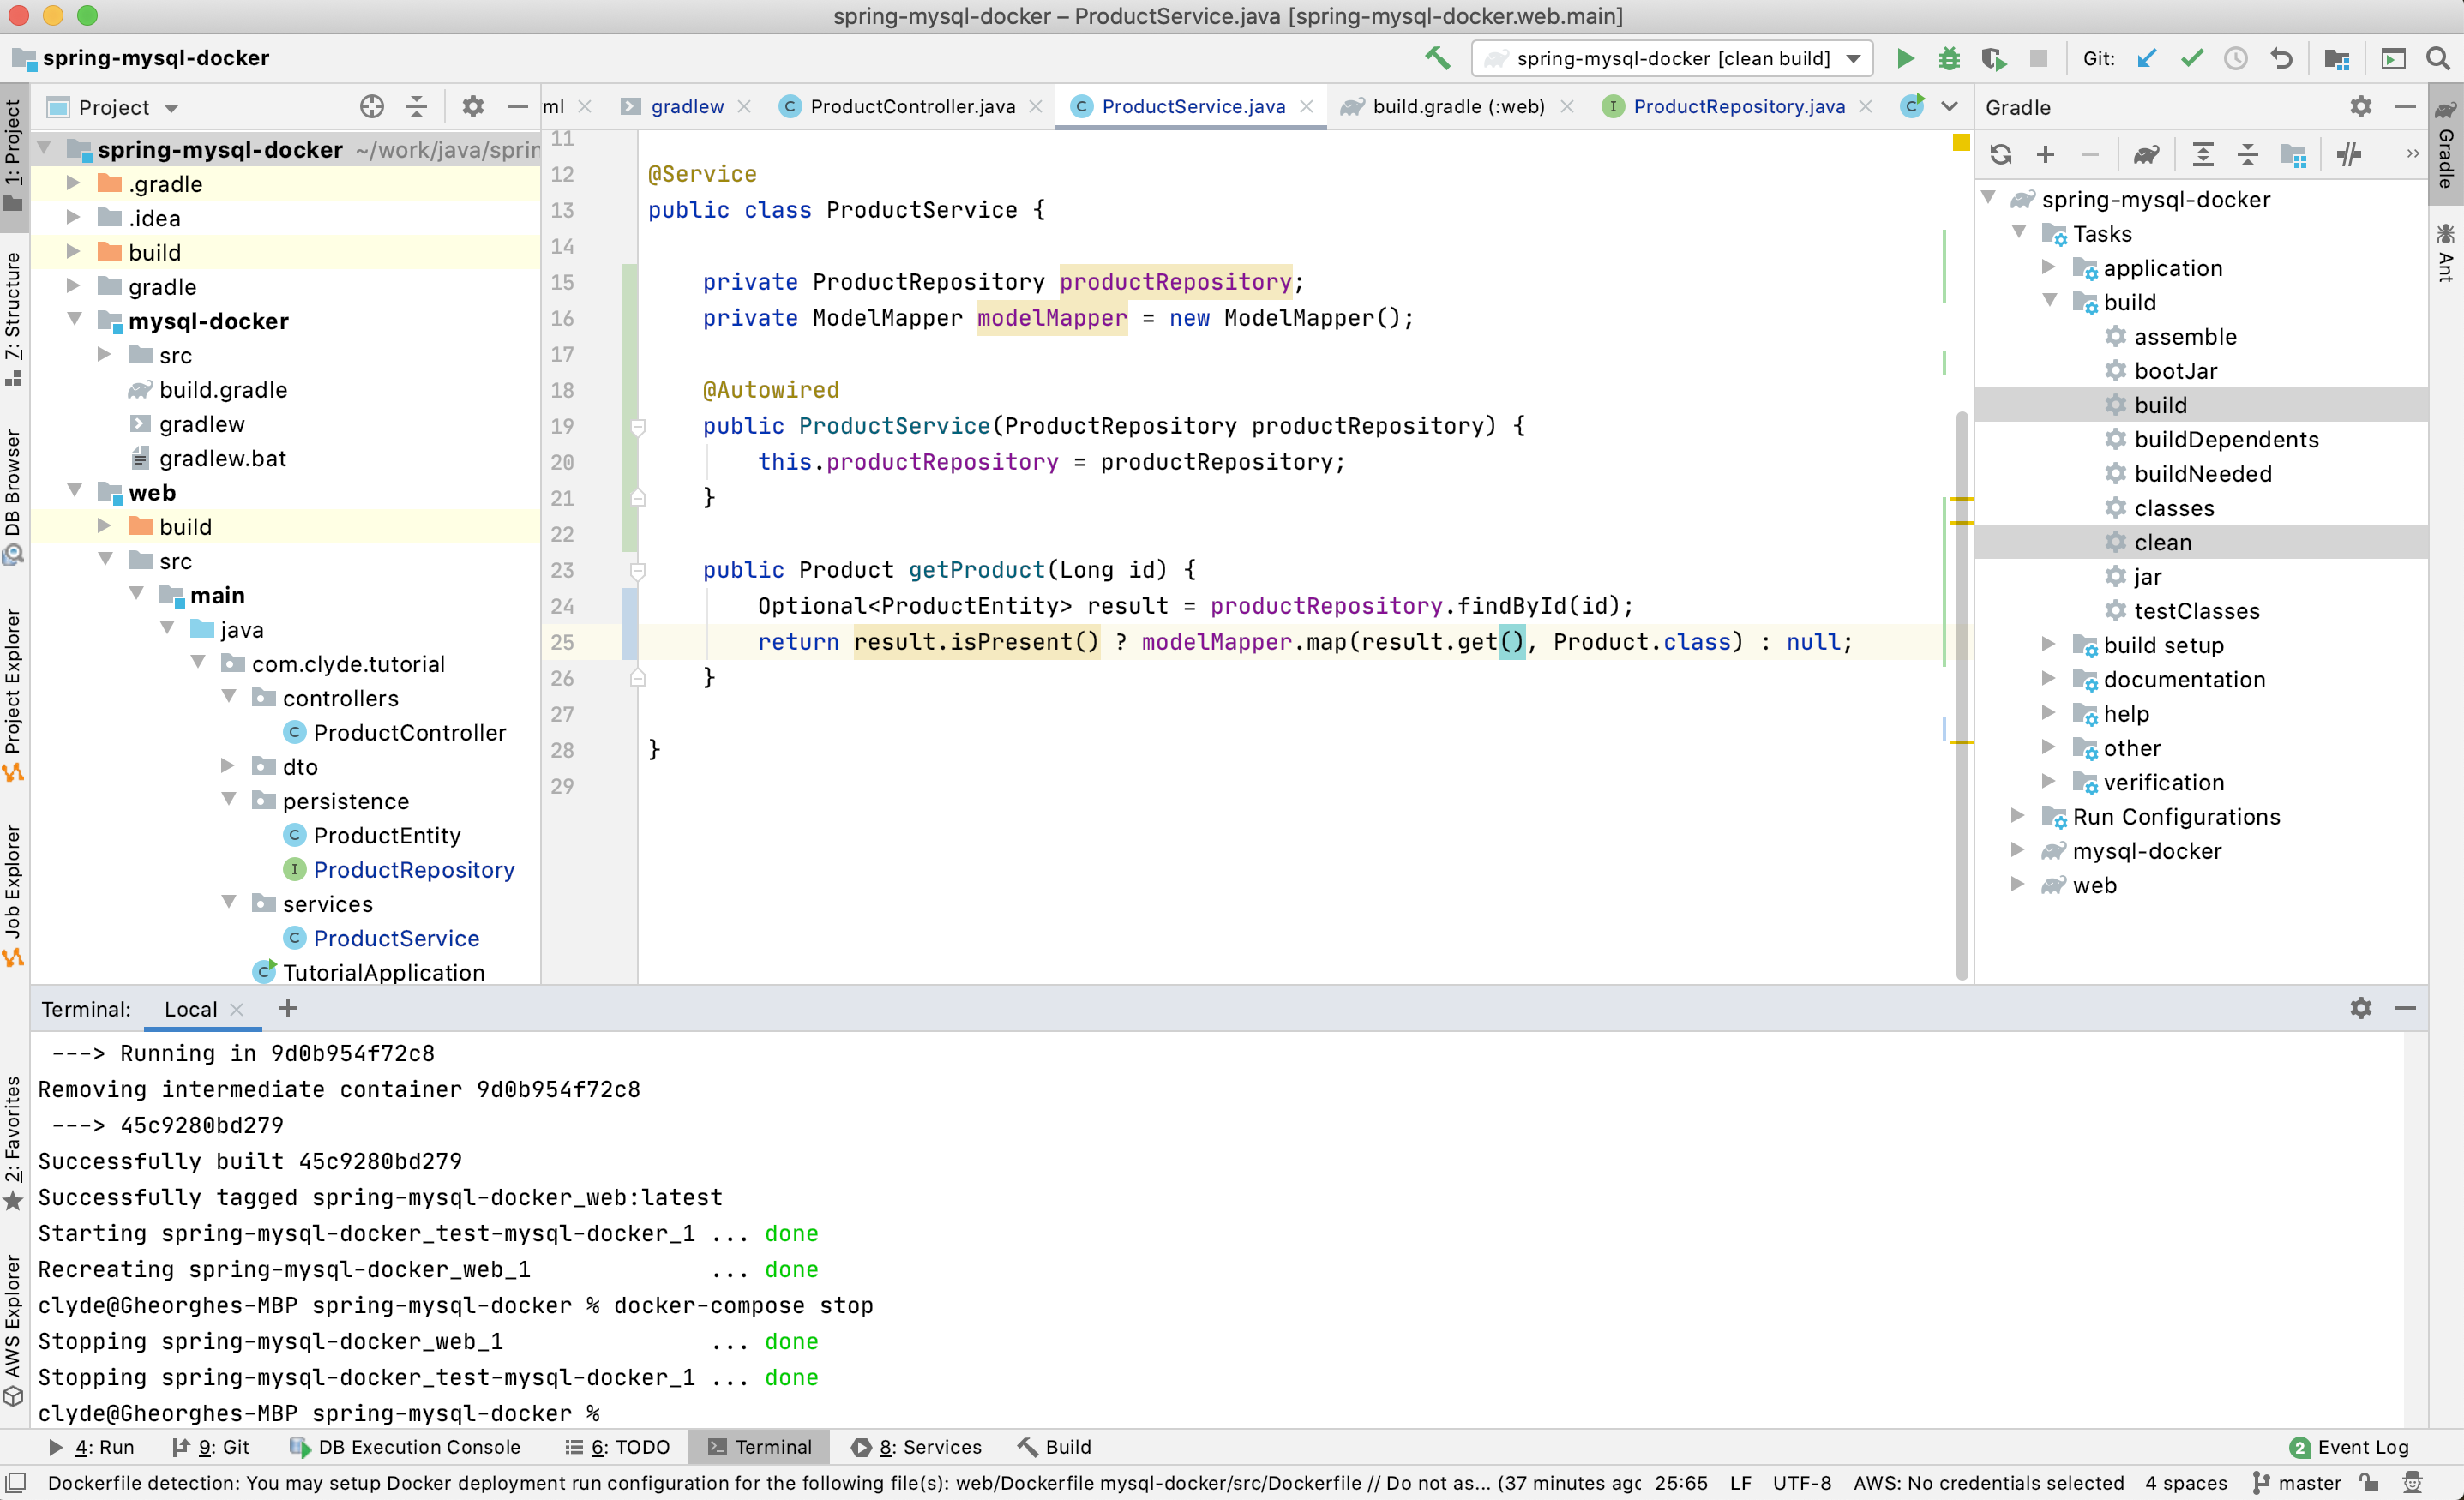 spring-mysql-docker – ProductService.java [spring-mysql-docker.web.main]
spring-mysql-docker
spring-mysql-docker [clean build]
Git:
1: Project
7: Structure
DB Browser
Project Explorer
Job Explorer
2: Favorites
AWS Explorer
Project
spring-mysql-docker ~/work/java/sprin
.gradle
.idea
build
gradle
mysql-docker
src
build.gradle
gradlew
gradlew.bat
web
build
src
main
java
com.clyde.tutorial
controllers
ProductController
dto
persistence
ProductEntity
ProductRepository
services
ProductService
TutorialApplication
ml
gradlew
ProductController.java
ProductService.java
build.gradle (:web)
ProductRepository.java
11
12 @Service
13 public class ProductService {
14
15 private ProductRepository productRepository;
16 private ModelMapper modelMapper = new ModelMapper();
17
18 @Autowired
19 public ProductService(ProductRepository productRepository) {
20 this.productRepository = productRepository;
21 }
22
23 public Product getProduct(Long id) {
24 Optional<ProductEntity> result = productRepository.findById(id);
25 return result.isPresent() ? modelMapper.map(result.get(), Product.class) : null;
26 }
27
28 }
29
Gradle
spring-mysql-docker
Tasks
application
build
assemble
bootJar
build
buildDependents
buildNeeded
classes
clean
jar
testClasses
build setup
documentation
help
other
verification
Run Configurations
mysql-docker
web
Gradle
Ant
Terminal: Local
---> Running in 9d0b954f72c8
Removing intermediate container 9d0b954f72c8
---> 45c9280bd279
Successfully built 45c9280bd279
Successfully tagged spring-mysql-docker_web:latest
Starting spring-mysql-docker_test-mysql-docker_1 ... done
Recreating spring-mysql-docker_web_1 ... done
clyde@Gheorghes-MBP spring-mysql-docker % docker-compose stop
Stopping spring-mysql-docker_web_1 ... done
Stopping spring-mysql-docker_test-mysql-docker_1 ... done
clyde@Gheorghes-MBP spring-mysql-docker %
4: Run
9: Git
DB Execution Console
6: TODO
Terminal
8: Services
Build
2 Event Log
Dockerfile detection: You may setup Docker deployment run configuration for the following file(s): web/Dockerfile mysql-docker/src/Dockerfile // Do not as... (37 minutes ago 25:65 LF UTF-8 AWS: No credentials selected 4 spaces master